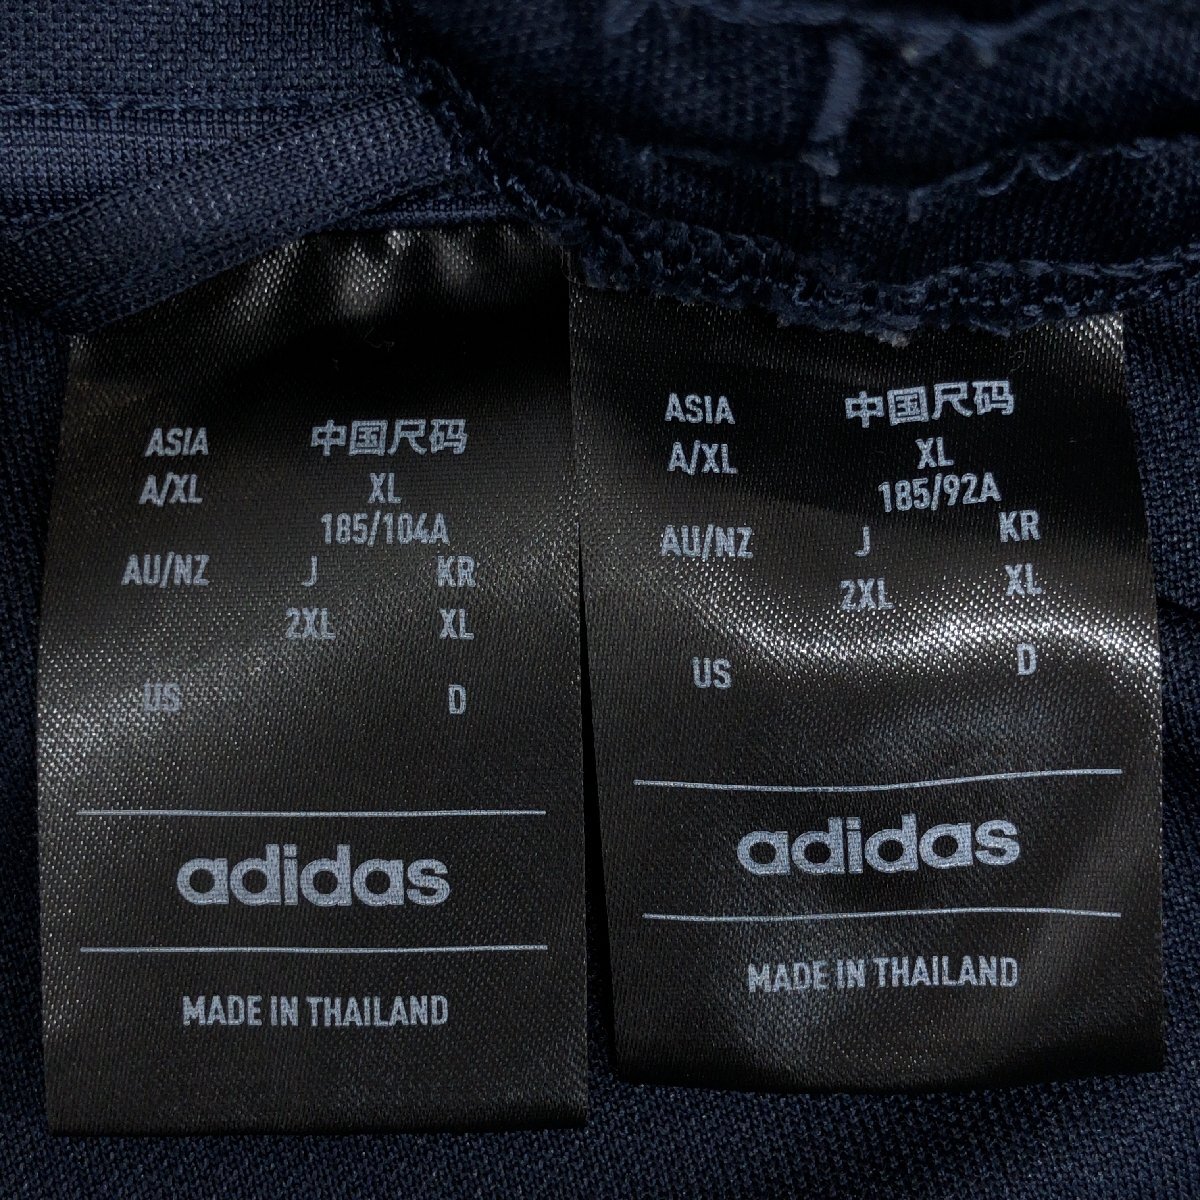 ASIA 中国尺码
A/XL XL
185/104A
AU/NZ J KR
2XL XL
US D
adidas
MADE IN THAILAND
ASIA 中国尺码
A/XL XL
185/92A
AU/NZ J KR
2XL XL
US D
adidas
MADE IN THAILAND